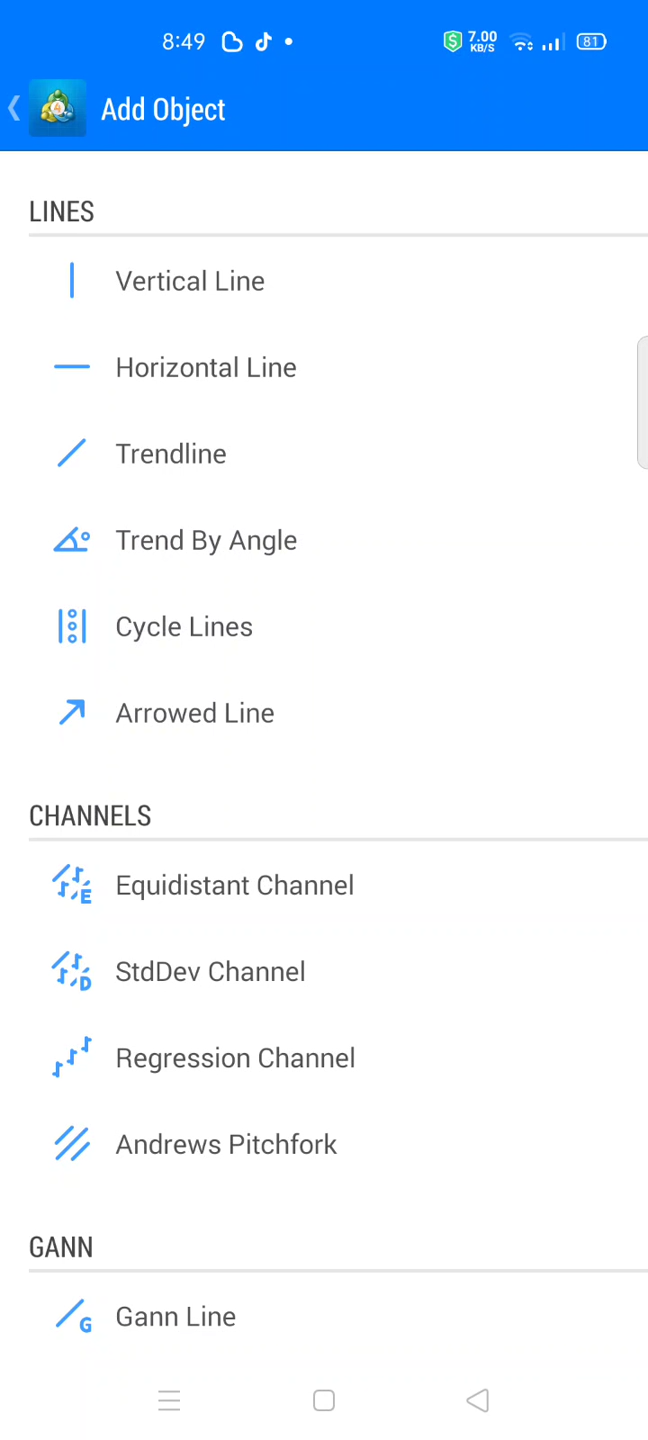 8:49
7.00
KB/S
81
Add Object
LINES
Vertical Line
Horizontal Line
Trendline
Trend By Angle
Cycle Lines
Arrowed Line
CHANNELS
E Equidistant Channel
D StdDev Channel
Regression Channel
Andrews Pitchfork
GANN
G Gann Line